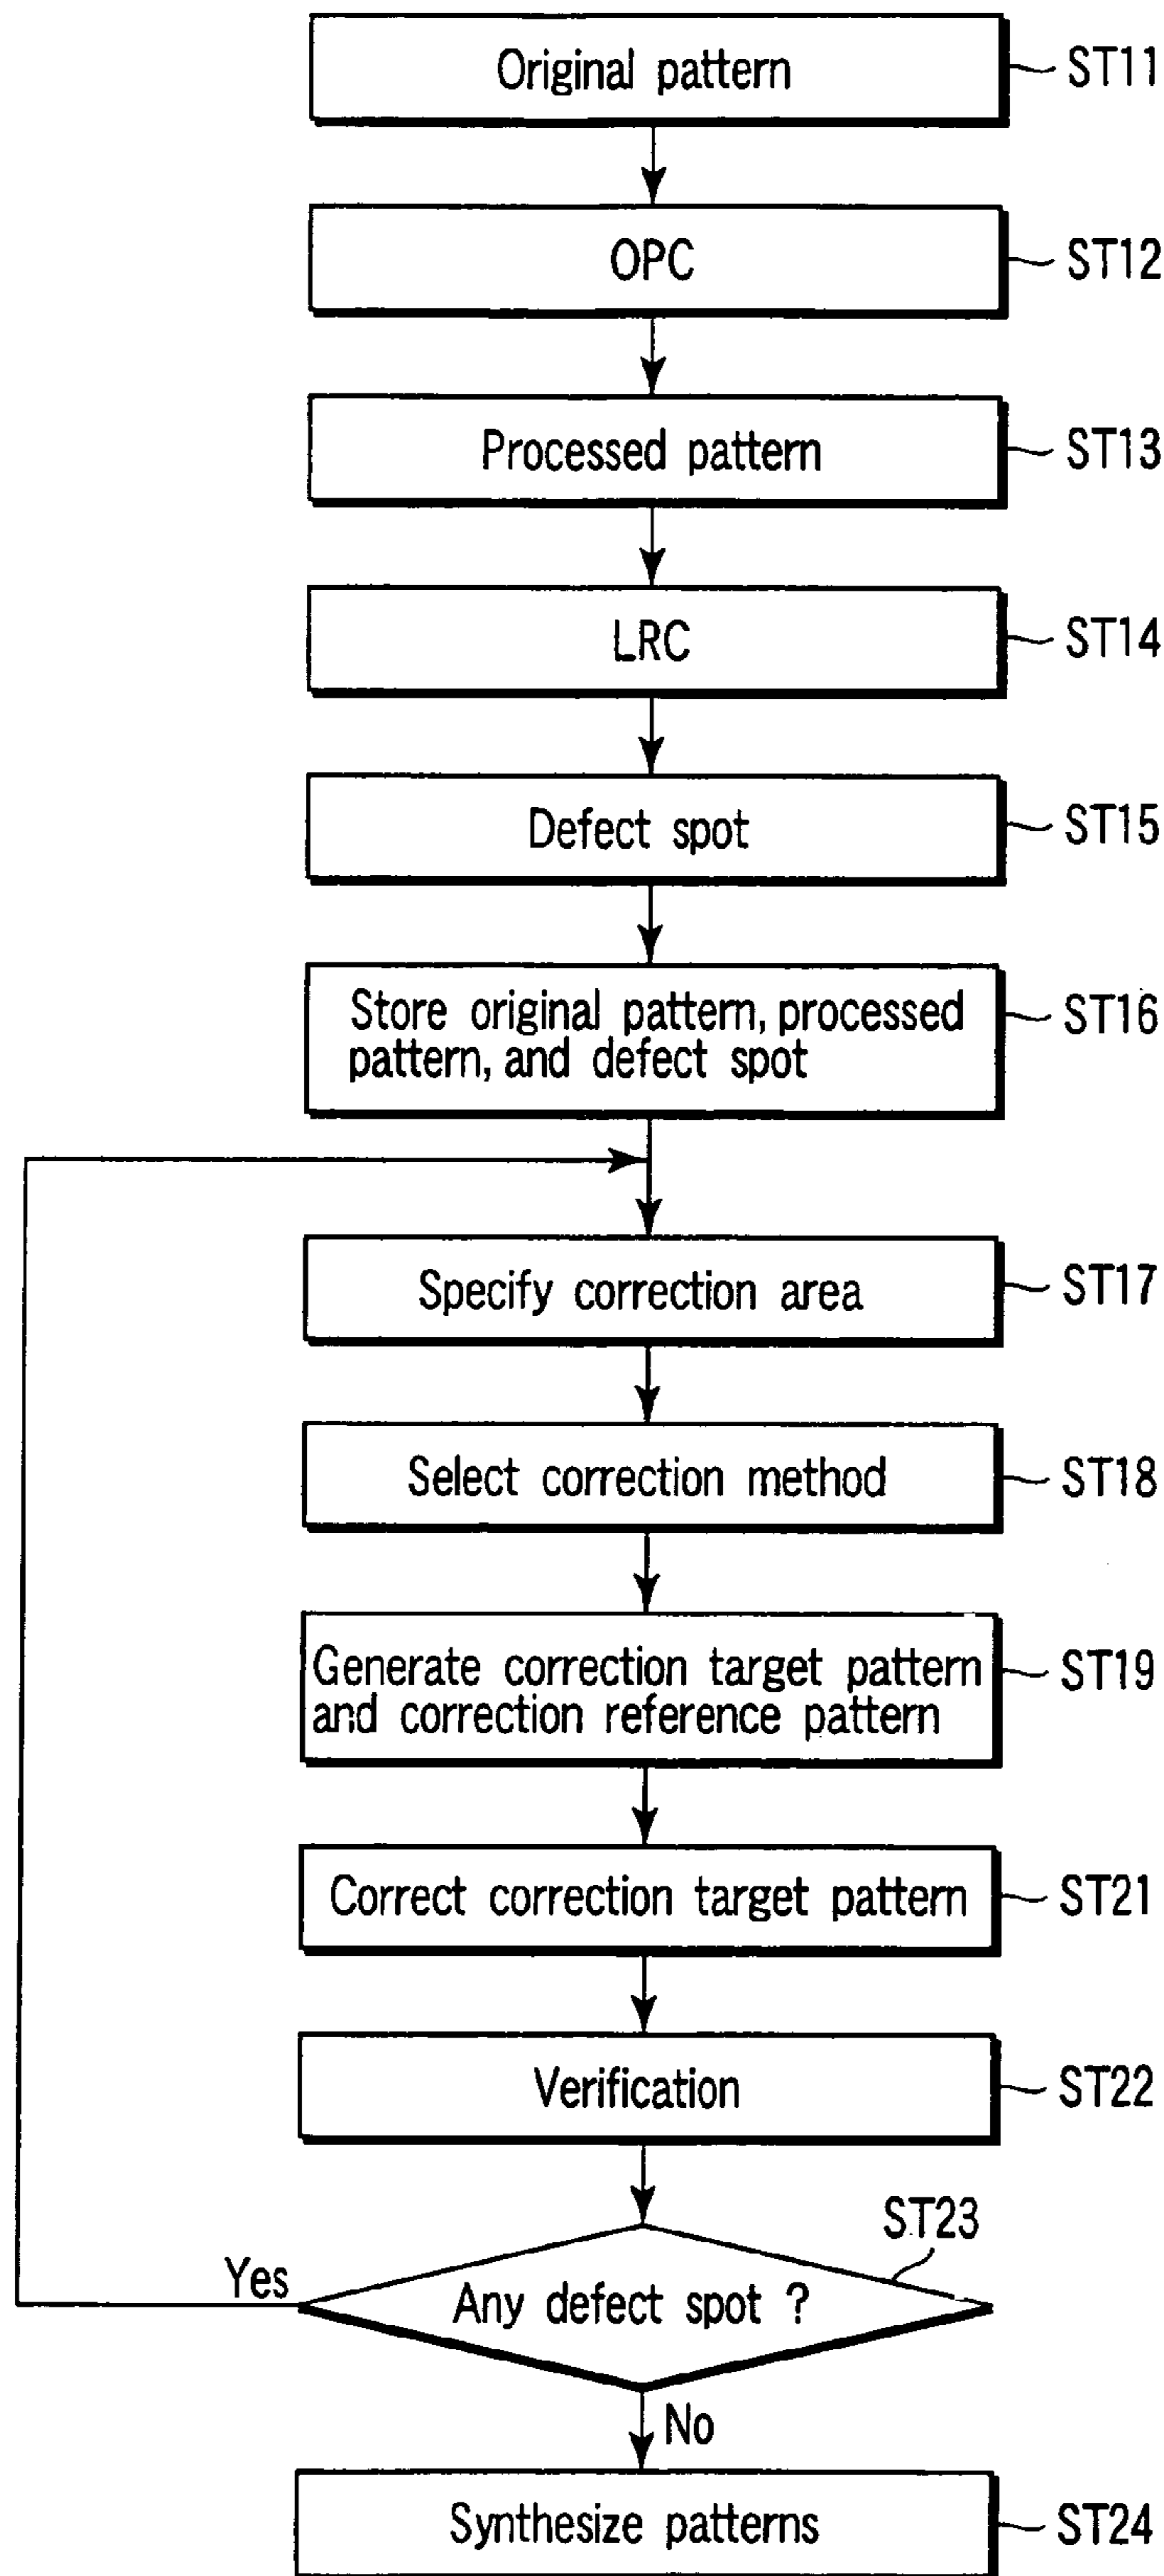 Original pattern
ST11
OPC
ST12
Processed pattern
ST13
LRC
ST14
Defect spot
ST15
Store original pattern, processed
pattern, and defect spot
ST16
Specify correction area
ST17
Select correction method
ST18
Generate correction target pattern
and correction reference pattern
ST19
Correct correction target pattern
ST21
Verification
ST22
ST23
Yes
Any defect spot ?
No
Synthesize patterns
ST24